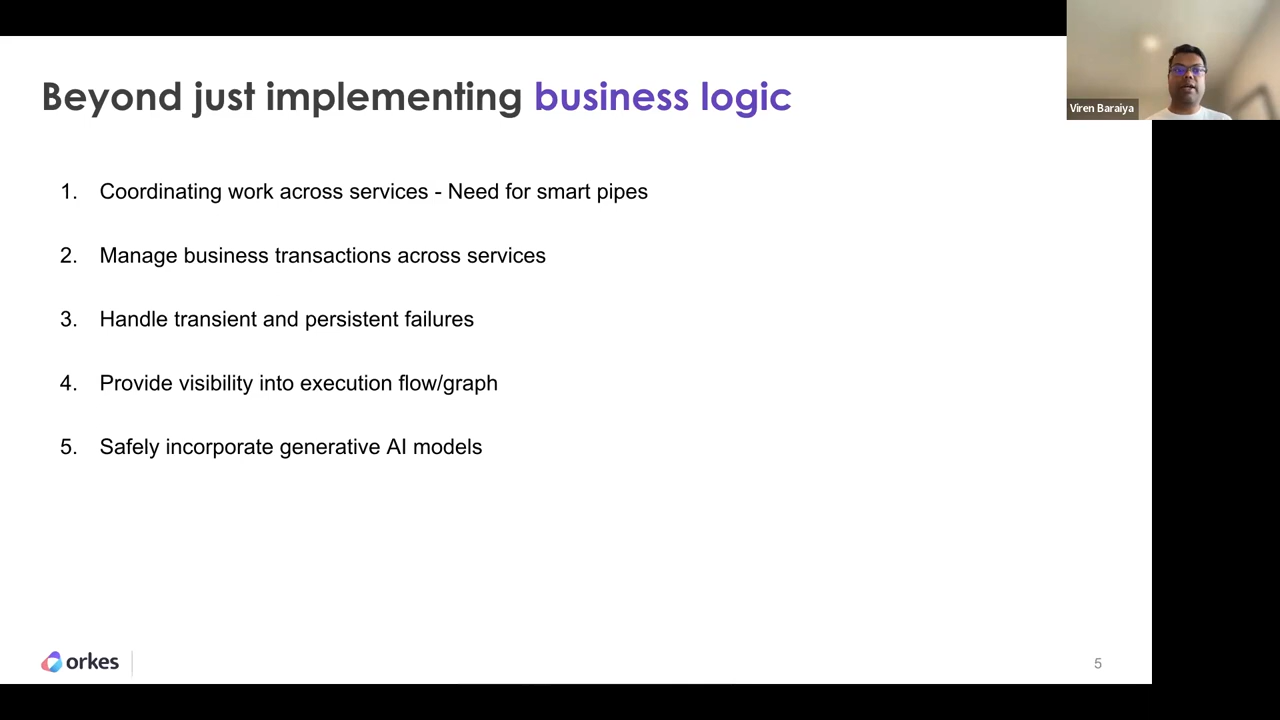 Beyond just implementing business logic
Viren Baraiya
1. Coordinating work across services - Need for smart pipes
2. Manage business transactions across services
3. Handle transient and persistent failures
4. Provide visibility into execution flow/graph
5. Safely incorporate generative AI models
orkes
5